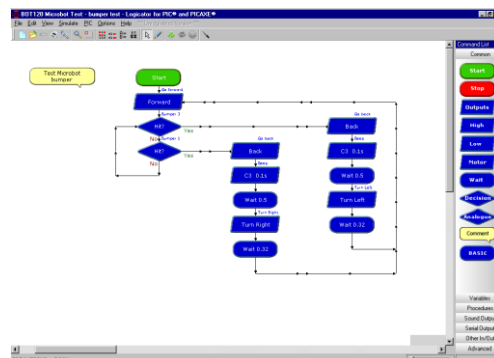 BOT120 Microbot Test - bumper test - Logicator for PIC® and PICAXE®
File Edit View Simulate PIC Options Help
Test Microbot
bumper
Start
Go forward
Forward
Hit?
Yes
No
Hit?
Yes
No
Go back
Back
Beep
C3 0.1s
Wait 0.5
Turn Right
Turn Right
Wait 0.32
Go back
Back
Beep
C3 0.1s
Wait 0.5
Turn Left
Turn Left
Wait 0.32
Command List
Common
Start
Stop
Outputs
High
Low
Motor
Wait
Decision
Analogue
Comment
BASIC
Variables
Procedures
Sound Output
Serial Output
Advanced